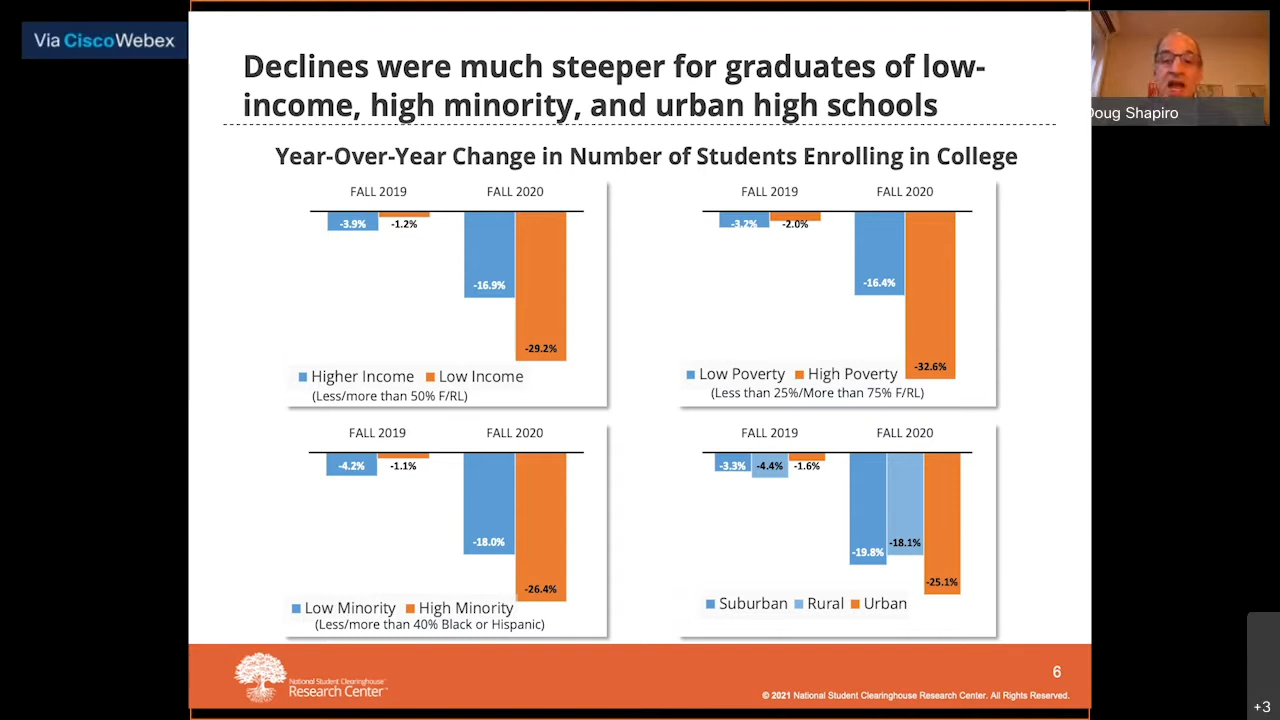 Via Cisco Webex
Declines were much steeper for graduates of low-
income, high minority, and urban high schools
Year-Over-Year Change in Number of Students Enrolling in College
FALL 2019 FALL 2020
-3.9% -1.2%
-16.9%
-29.2%
Higher Income Low Income
(Less/more than 50% F/RL)
FALL 2019 FALL 2020
-3.2% -2.0%
-16.4%
-32.6%
Low Poverty High Poverty
(Less than 25%/More than 75% F/RL)
FALL 2019 FALL 2020
-4.2% -1.1%
-18.0%
-26.4%
Low Minority High Minority
(Less/more than 40% Black or Hispanic)
FALL 2019 FALL 2020
-3.3% -4.4% -1.6%
-18.1%
-19.8%
-25.1%
Suburban Rural Urban
National Student Clearinghouse
Research Center
6
© 2021 National Student Clearinghouse Research Center. All Rights Reserved.
Doug Shapiro
+3